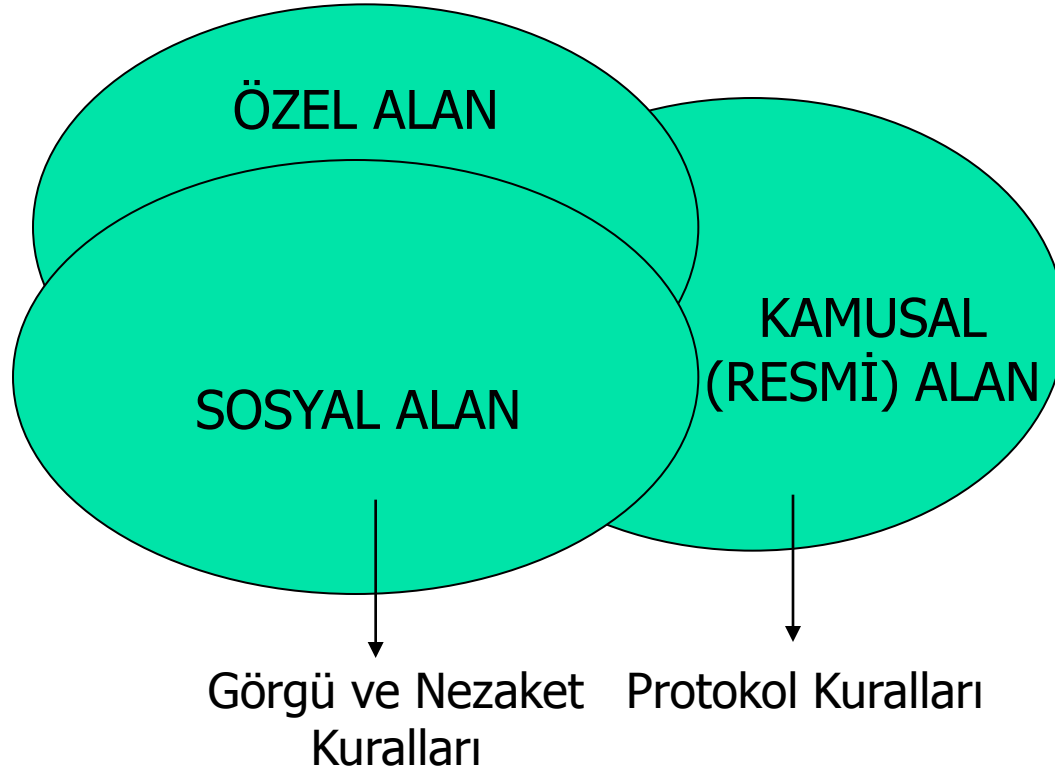 ÖZEL ALAN
KAMUSAL
(RESMİ) ALAN
SOSYAL ALAN
Görgü ve Nezaket
Kuralları
Protokol Kuralları